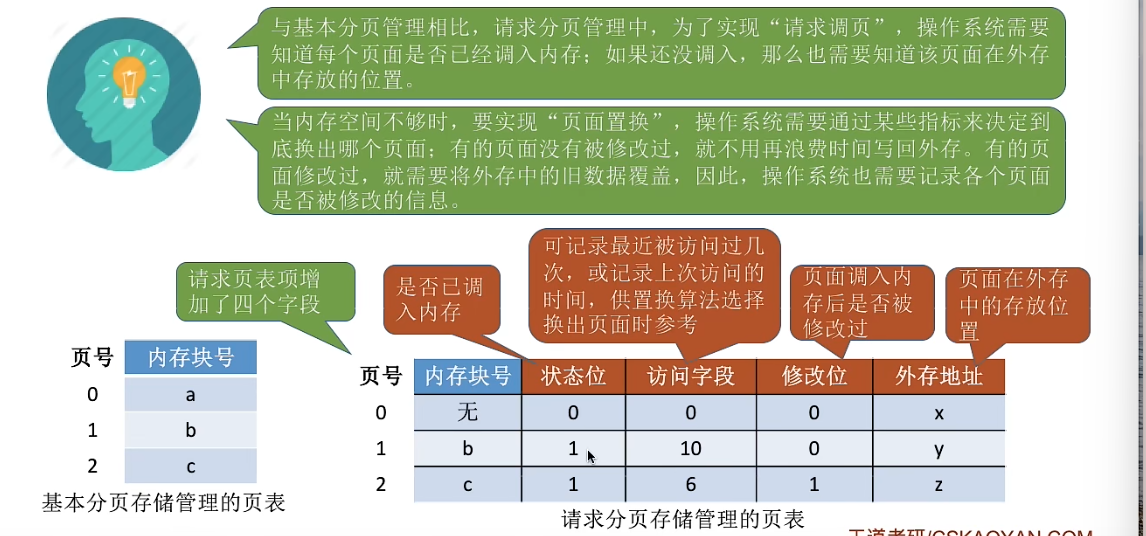 与基本分页管理相比，请求分页管理中，为了实现“请求调页”，操作系统需要
知道每个页面是否已经调入内存；如果还没调入，那么也需要知道该页面在外存
中存放的位置。
当内存空间不够时，要实现“页面置换”，操作系统需要通过某些指标来决定到
底换出哪个页面；有的页面没有被修改过，就不用再浪费时间写回外存。有的页
面修改过，就需要将外存中的旧数据覆盖，因此，操作系统也需要记录各个页面
是否被修改的信息。
请求页表项增
加了四个字段
是否已调
入内存
可记录最近被访问过几
次，或记录上次访问的
时间，供置换算法选择
换出页面时参考
页面调入内
存后是否被
修改过
页面在外存
中的存放位
置
页号 内存块号
0 a
1 b
2 c
基本分页存储管理的页表
页号 内存块号 状态位 访问字段 修改位 外存地址
0 无 0 0 0 x
1 b 1 10 0 y
2 c 1 6 1 z
请求分页存储管理的页表
王道考研/CSKAOYAN.COM